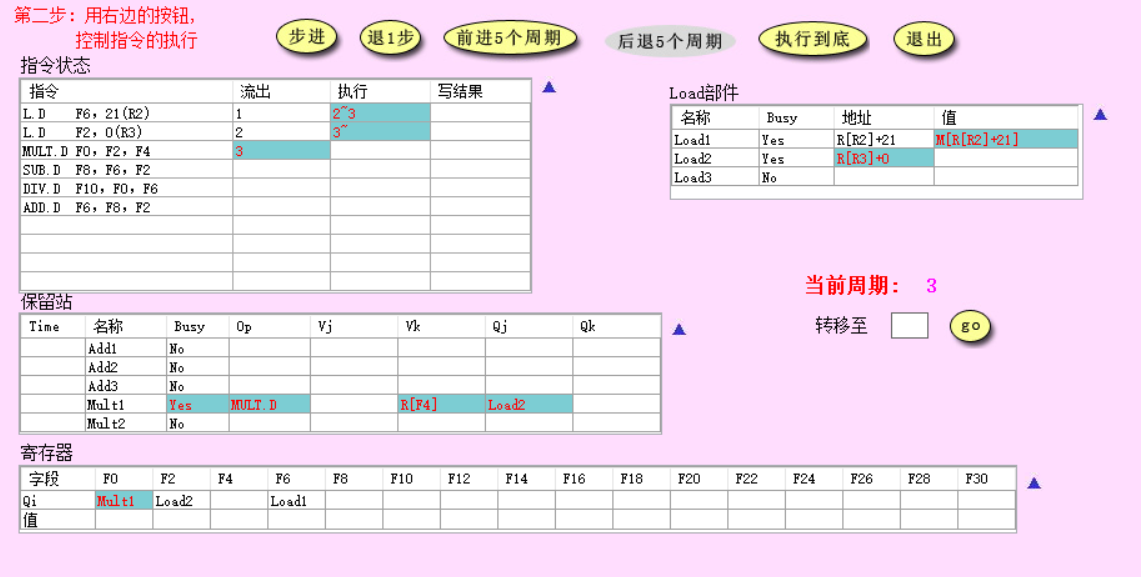 第二步：用右边的按钮，
控制指令的执行
步进 退1步 前进5个周期 后退5个周期 执行到底 退出
指令状态
指令 流出 执行 写结果
L.D F6, 21(R2) 1 2~3
L.D F2, 0(R3) 2 3~
MULT.D F0, F2, F4 3
SUB.D F8, F6, F2
DIV.D F10, F0, F6
ADD.D F6, F8, F2
Load部件
名称 Busy 地址 值
Load1 Yes R[R2]+21 M[R[R2]+21]
Load2 Yes R[R3]+0
Load3 No
当前周期： 3
转移至 go
保留站
Time 名称 Busy Op Vj Vk Qj Qk
Add1 No
Add2 No
Add3 No
Mult1 Yes MULT.D R[F4] Load2
Mult2 No
寄存器
字段 F0 F2 F4 F6 F8 F10 F12 F14 F16 F18 F20 F22 F24 F26 F28 F30
Qi Mult1 Load2 Load1
值